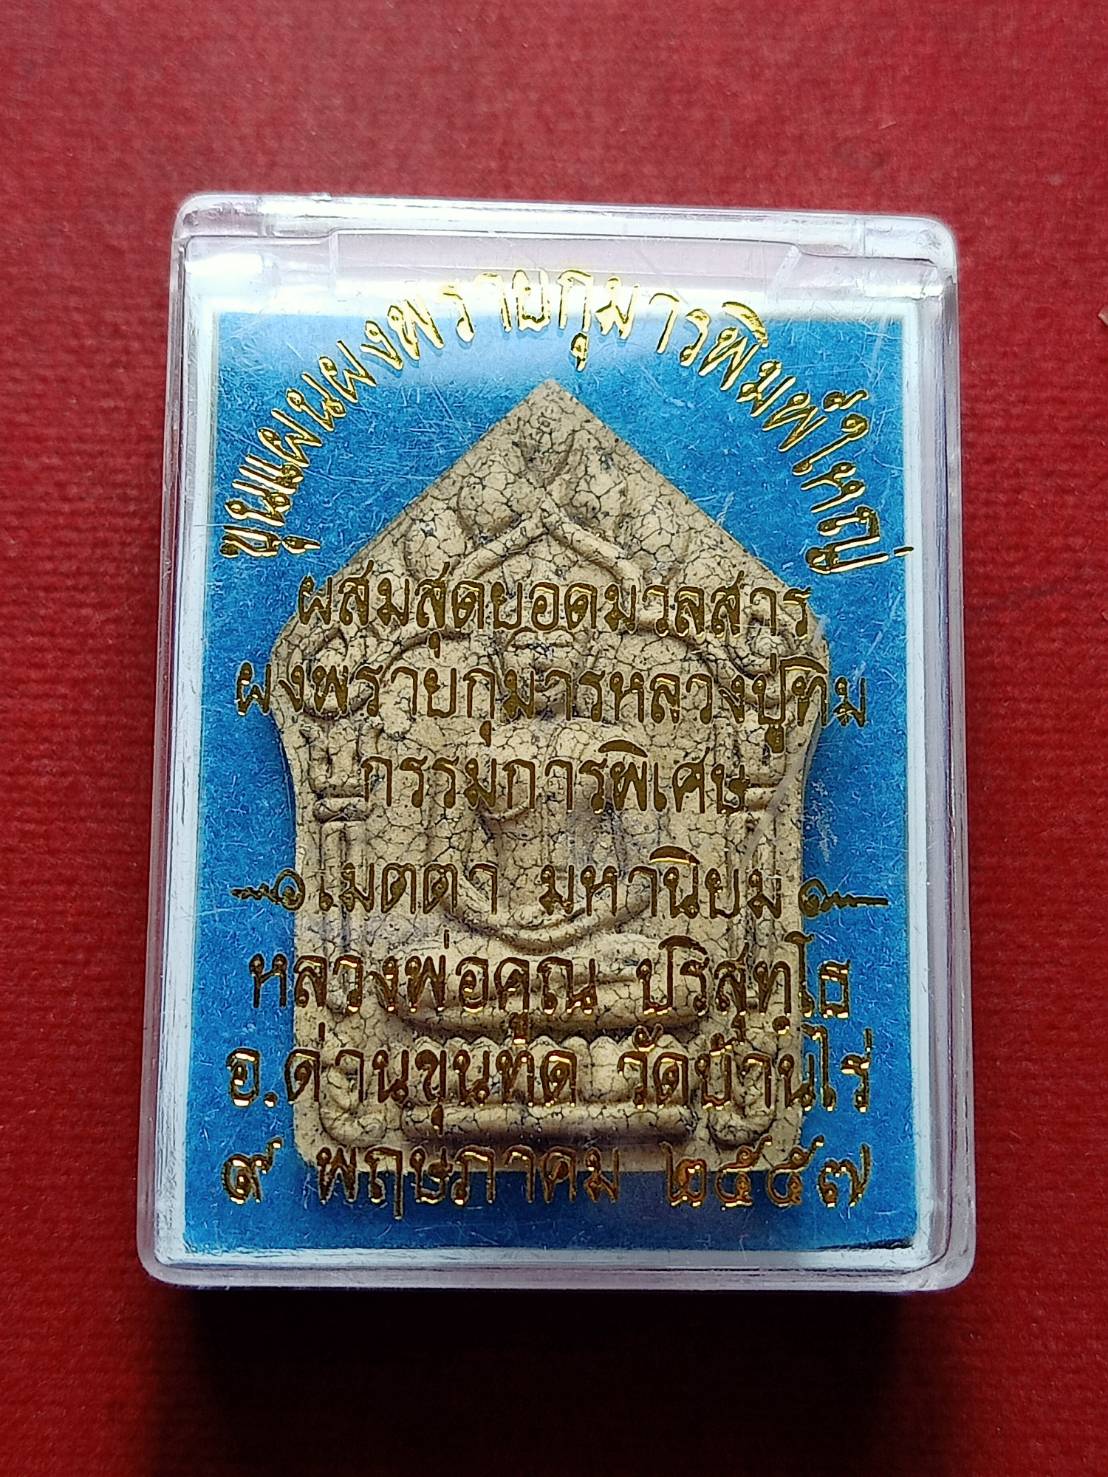 ขุนแผนผงพรายกุมารพิมพ์ใหญ่
ผสมสุดยอดมวลสาร
ผงพรายกุมารหลวงปู่ทิม
กรรมการพิเศษ
เมตตา มหานิยม
หลวงพ่อคูณ ปริสุทฺโธ
อ.ด่านขุนทด วัดบ้านไร่
๙ พฤษภาคม ๒๕๕๗